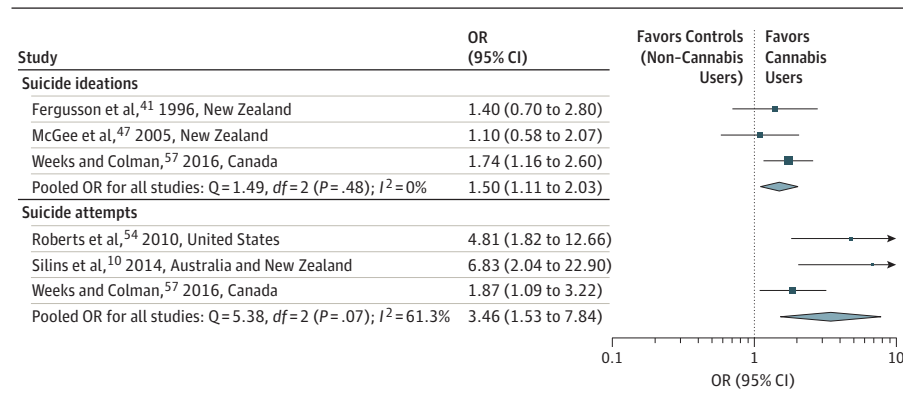 Study
OR
(95% CI)
Favors Controls
(Non-Cannabis
Users)
Favors
Cannabis
Users
Suicide ideations
Fergusson et al,41 1996, New Zealand 1.40 (0.70 to 2.80)
McGee et al,47 2005, New Zealand 1.10 (0.58 to 2.07)
Weeks and Colman,57 2016, Canada 1.74 (1.16 to 2.60)
Pooled OR for all studies: Q=1.49, df=2 (P=.48); I2=0% 1.50 (1.11 to 2.03)
Suicide attempts
Roberts et al,54 2010, United States 4.81 (1.82 to 12.66)
Silins et al,10 2014, Australia and New Zealand 6.83 (2.04 to 22.90)
Weeks and Colman,57 2016, Canada 1.87 (1.09 to 3.22)
Pooled OR for all studies: Q=5.38, df=2 (P=.07); I2=61.3% 3.46 (1.53 to 7.84)
0.1 1 10
OR (95% CI)